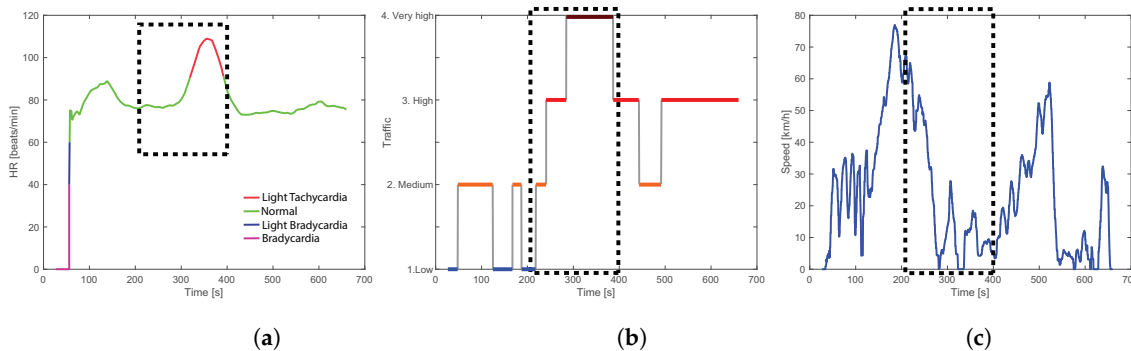 120
100
80
60
40
20
0
HR [beats/min]
Light Tachycardia
Normal
Light Bradycardia
Bradycardia
0 100 200 300 400 500 600 700
Time [s]
(a)
4. Very high
3. High
2. Medium
1.Low
Traffic
0 100 200 300 400 500 600 700
Time [s]
(b)
80
70
60
50
40
30
20
10
0
Speed [km/h]
0 100 200 300 400 500 600 700
Time [s]
(c)